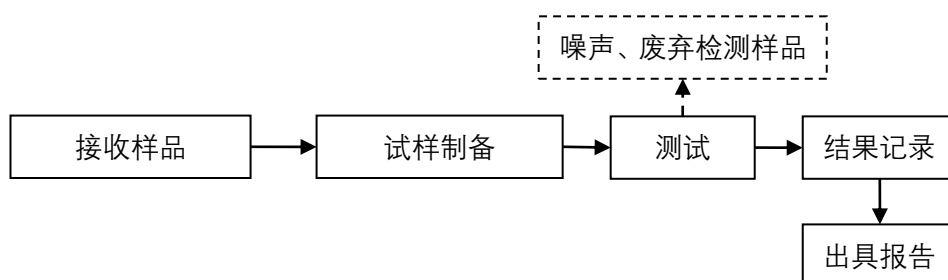 噪声、废弃检测样品
接收样品
试样制备
测试
结果记录
出具报告